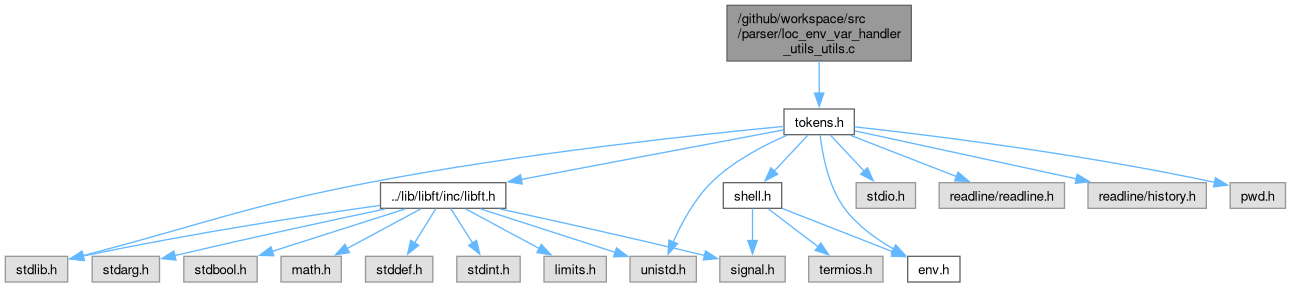 /github/workspace/src
/parser/loc_env_var_handler
_utils_utils.c
tokens.h
../lib/libft/inc/libft.h
shell.h
stdio.h
readline/readline.h
readline/history.h
pwd.h
stdlib.h
stdarg.h
stdbool.h
math.h
stddef.h
stdint.h
limits.h
unistd.h
signal.h
termios.h
env.h